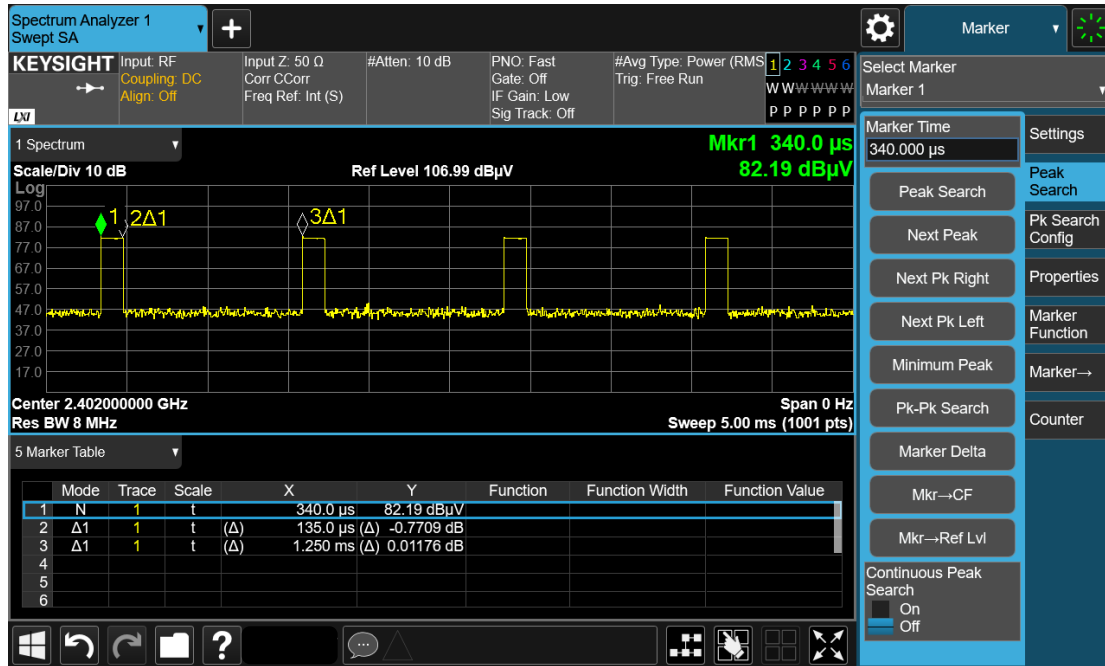 Spectrum Analyzer 1
Swept SA
Marker
KEYSIGHT
Input: RF
Coupling: DC
Align: Off
Input Z: 50 Ω
Corr CCorr
Freq Ref: Int (S)
#Atten: 10 dB
PNO: Fast
Gate: Off
IF Gain: Low
Sig Track: Off
#Avg Type: Power (RMS
Trig: Free Run
1 2 3 4 5 6
W W W W W W
P P P P P P
LXI
Select Marker
Marker 1
1 Spectrum
Mkr1 340.0 µs
82.19 dBµV
Scale/Div 10 dB
Ref Level 106.99 dBµV
Log
97.0
87.0
77.0
67.0
57.0
47.0
37.0
27.0
17.0
1
2Δ1
3Δ1
Center 2.402000000 GHz
Res BW 8 MHz
Span 0 Hz
Sweep 5.00 ms (1001 pts)
5 Marker Table
Mode Trace Scale X Y Function Function Width Function Value
1 N 1 t 340.0 µs 82.19 dBµV
2 Δ1 1 t (Δ) 135.0 µs (Δ) -0.7709 dB
3 Δ1 1 t (Δ) 1.250 ms (Δ) 0.01176 dB
4
5
6
Marker Time
340.000 µs
Peak Search
Next Peak
Next Pk Right
Next Pk Left
Minimum Peak
Pk-Pk Search
Marker Delta
Mkr→CF
Mkr→Ref Lvl
Continuous Peak
Search
On
Off
Settings
Peak
Search
Pk Search
Config
Properties
Marker
Function
Marker→
Counter
?